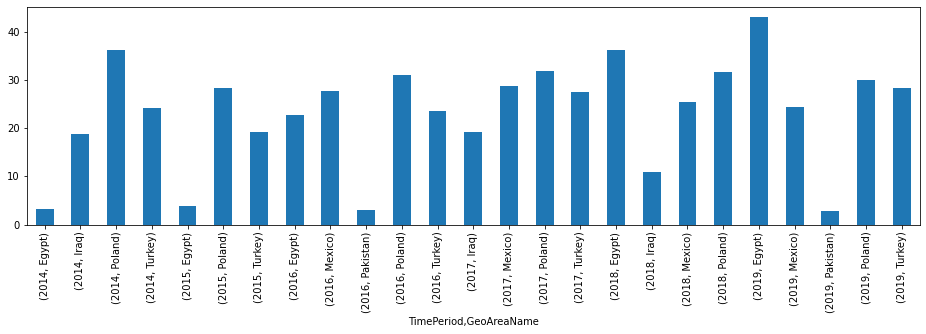 40
30
20
10
0
(2014, Egypt)
(2014, Iraq)
(2014, Poland)
(2014, Turkey)
(2015, Egypt)
(2015, Poland)
(2015, Turkey)
(2016, Egypt)
(2016, Mexico)
(2016, Pakistan)
(2016, Poland)
(2016, Turkey)
(2017, Iraq)
(2017, Mexico)
(2017, Poland)
(2017, Turkey)
(2018, Egypt)
(2018, Iraq)
(2018, Mexico)
(2018, Poland)
(2019, Egypt)
(2019, Mexico)
(2019, Pakistan)
(2019, Poland)
(2019, Turkey)
TimePeriod,GeoAreaName